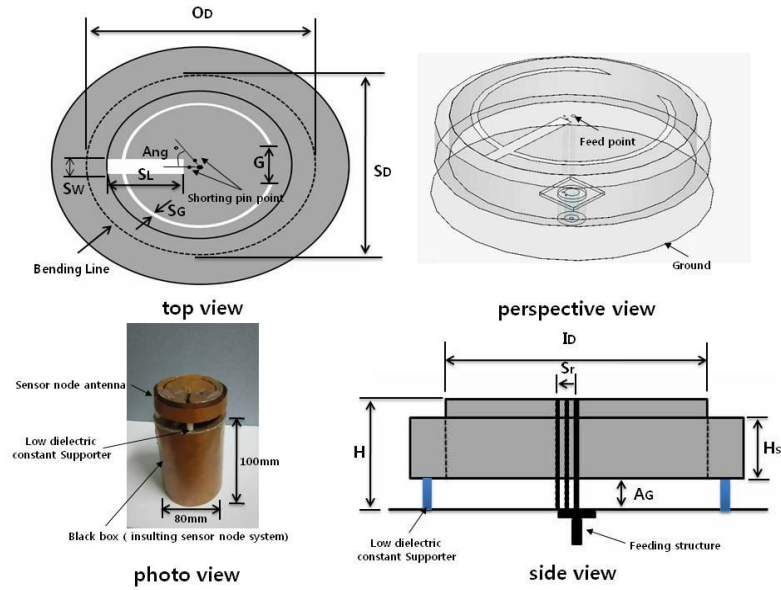 OD
Ang °
G
SD
SW
SL
Shorting pin point
SG
Bending Line
top view
Feed point
Ground
perspective view
Sensor node antenna
Low dielectric
constant Supporter
100mm
80mm
Black box ( insulting sensor node system)
photo view
ID
Sr
H
HS
AG
Low dielectric
constant Supporter
Feeding structure
side view